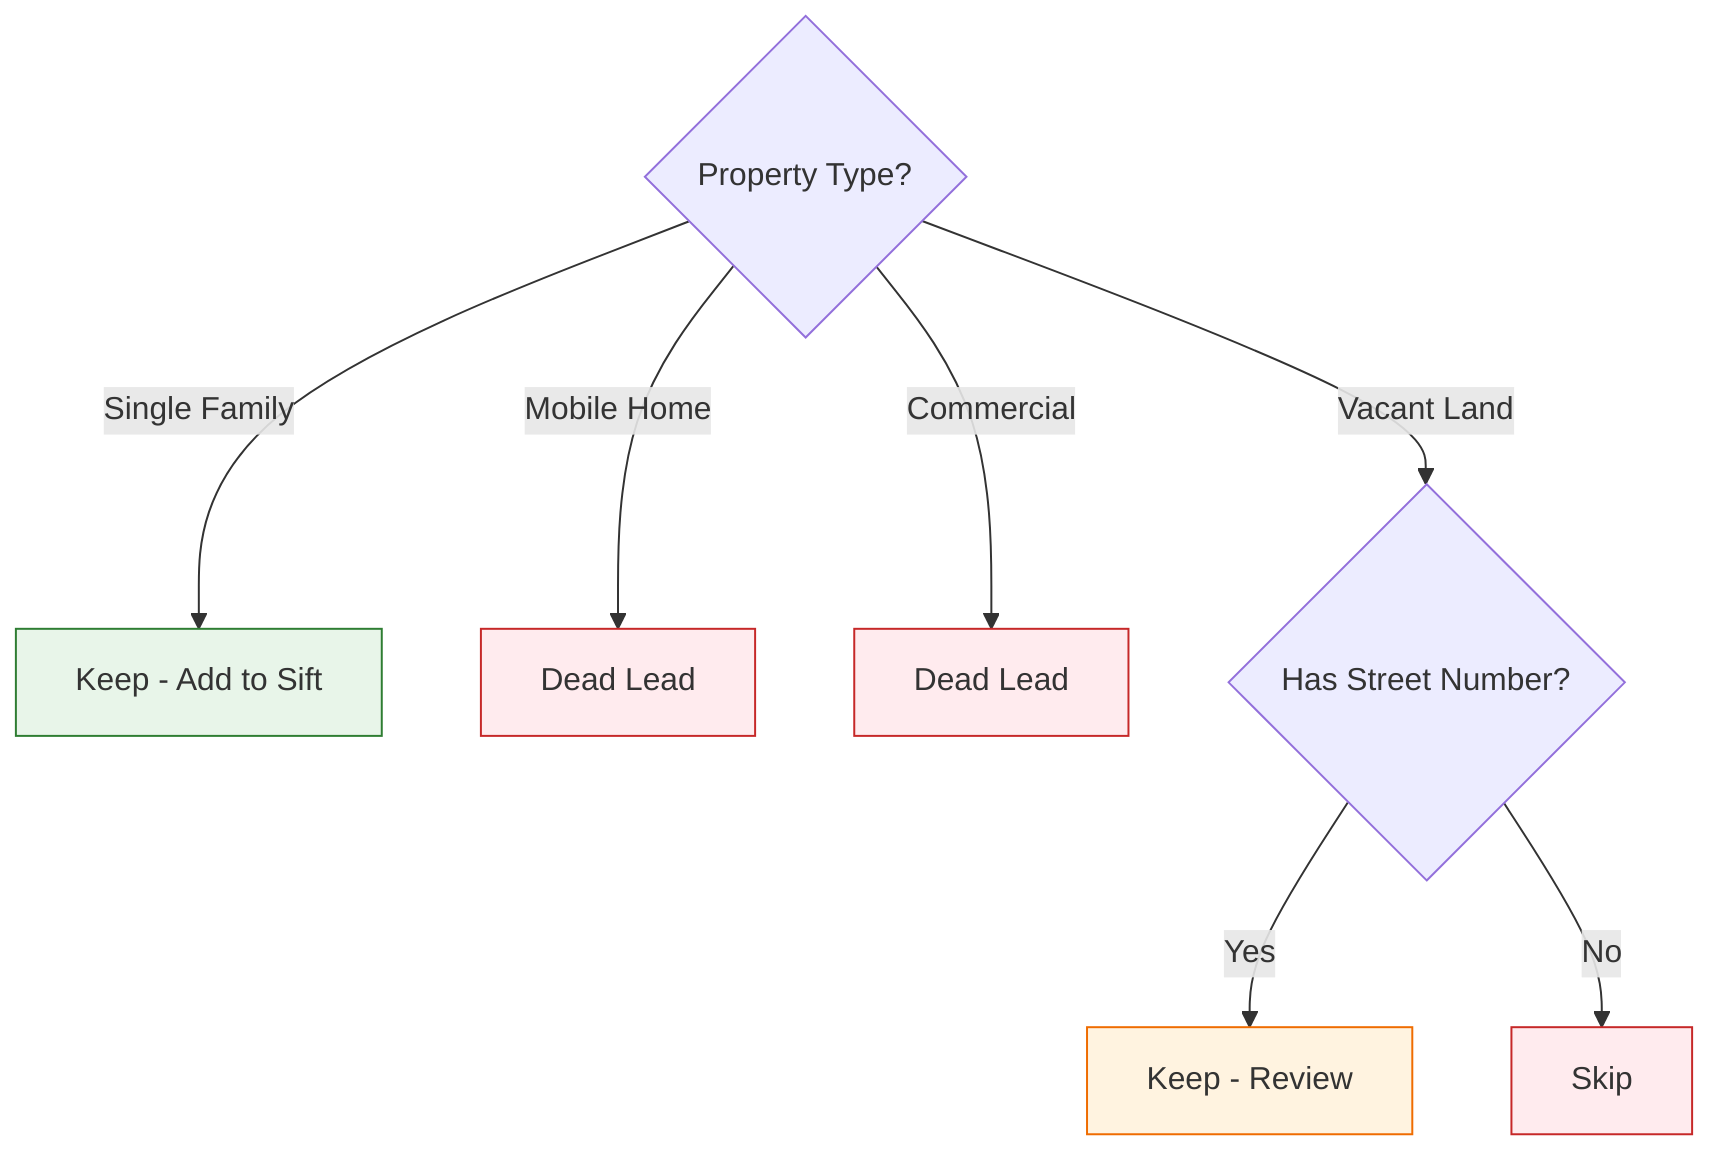 Property Type?
Single Family
Mobile Home
Commercial
Vacant Land
Keep - Add to Sift
Dead Lead
Dead Lead
Has Street Number?
Yes
No
Keep - Review
Skip